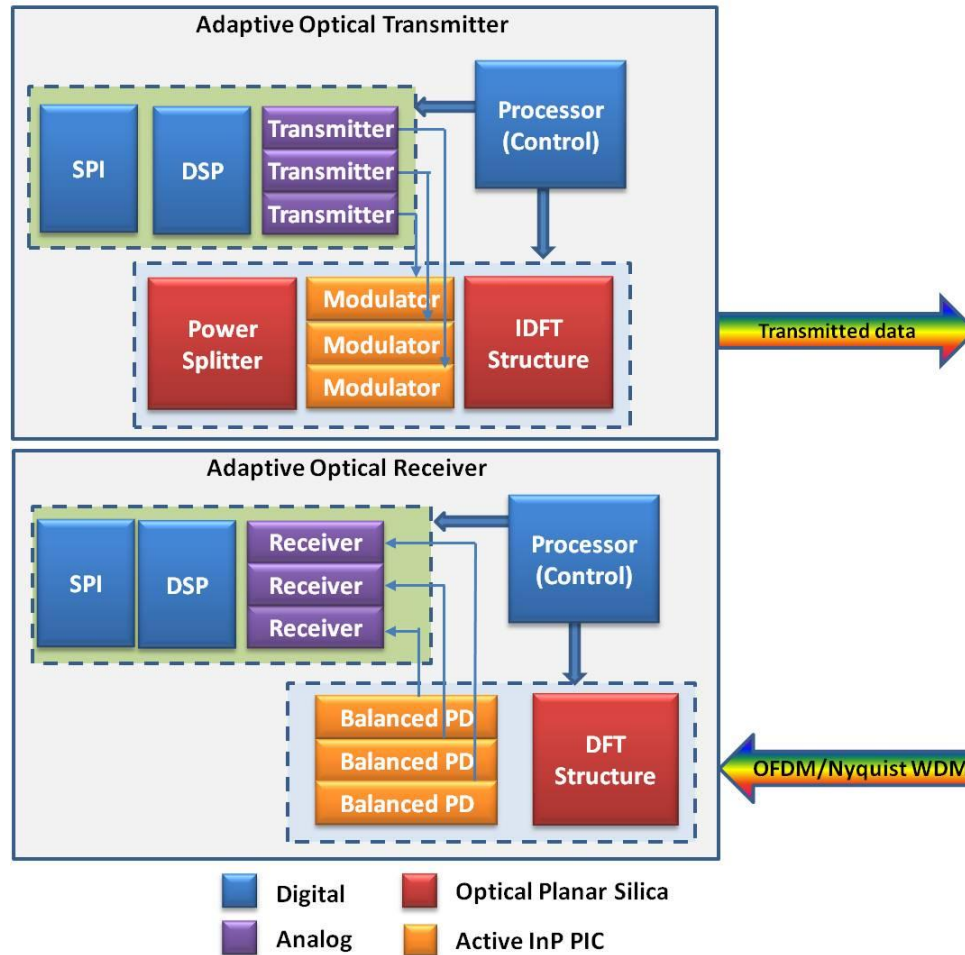 Adaptive Optical Transmitter
SPI
DSP
Transmitter
Transmitter
Transmitter
Processor
(Control)
Power
Splitter
Modulator
Modulator
Modulator
IDFT
Structure
Transmitted data
Adaptive Optical Receiver
SPI
DSP
Receiver
Receiver
Receiver
Processor
(Control)
Balanced PD
Balanced PD
Balanced PD
DFT
Structure
OFDM/Nyquist WDM
Digital
Optical Planar Silica
Analog
Active InP PIC